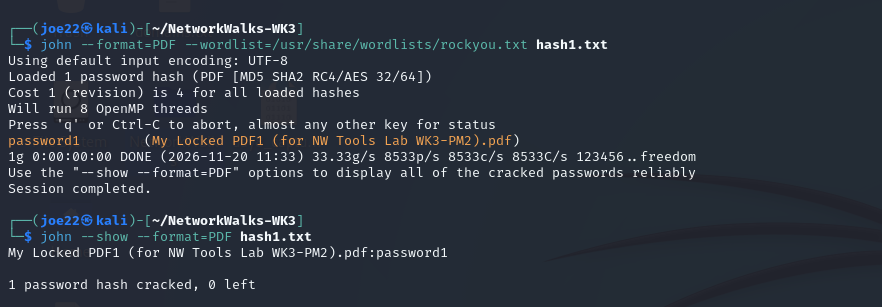 ┌──(joe22㉿kali)-[~/NetworkWalks-WK3]
└─$ john --format=PDF --wordlist=/usr/share/wordlists/rockyou.txt hash1.txt
Using default input encoding: UTF-8
Loaded 1 password hash (PDF [MD5 SHA2 RC4/AES 32/64])
Cost 1 (revision) is 4 for all loaded hashes
Will run 8 OpenMP threads
Press 'q' or Ctrl-C to abort, almost any other key for status
password1        (My Locked PDF1 (for NW Tools Lab WK3-PM2).pdf)
1g 0:00:00:00 DONE (2026-11-20 11:33) 33.33g/s 8533p/s 8533c/s 8533C/s 123456..freedom
Use the "--show --format=PDF" options to display all of the cracked passwords reliably
Session completed.
┌──(joe22㉿kali)-[~/NetworkWalks-WK3]
└─$ john --show --format=PDF hash1.txt
My Locked PDF1 (for NW Tools Lab WK3-PM2).pdf:password1
1 password hash cracked, 0 left